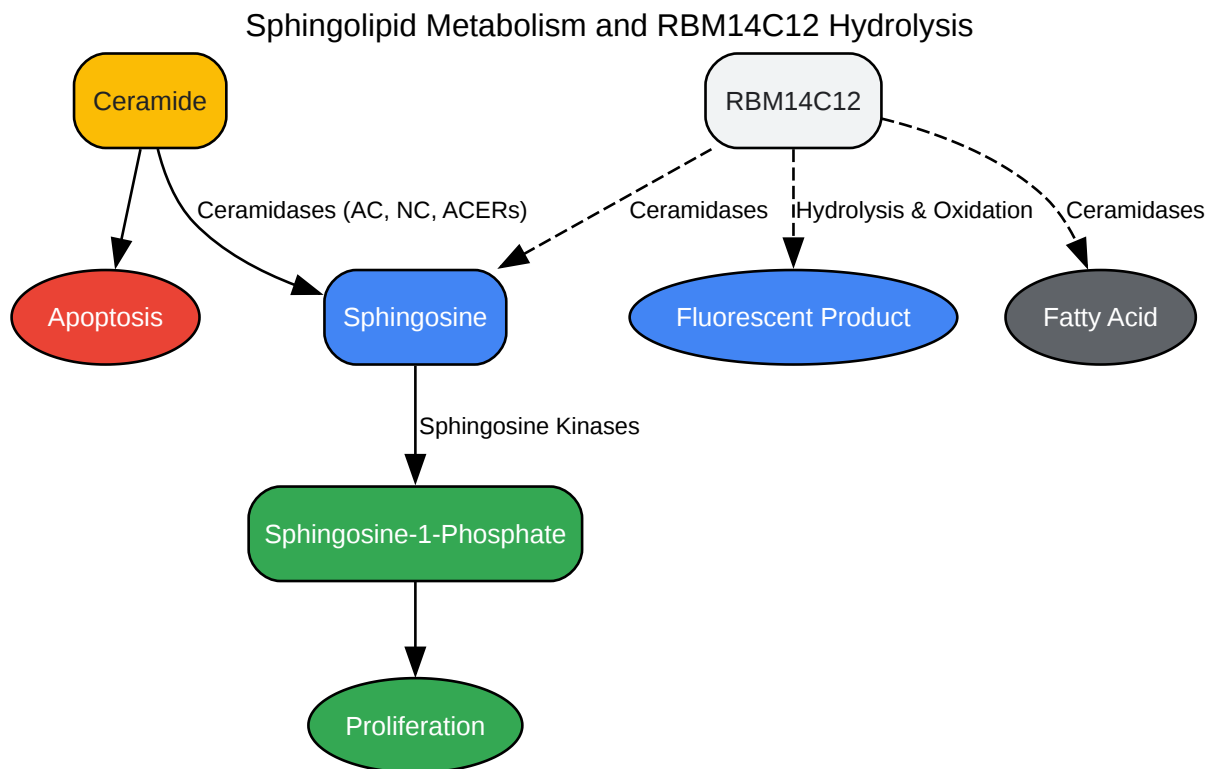 Sphingolipid Metabolism and RBM14C12 Hydrolysis
Ceramide
RBM14C12
Ceramidases (AC, NC, ACERs)
Ceramidases
Hydrolysis & Oxidation
Ceramidases
Apoptosis
Sphingosine
Fluorescent Product
Fatty Acid
Sphingosine Kinases
Sphingosine-1-Phosphate
Proliferation